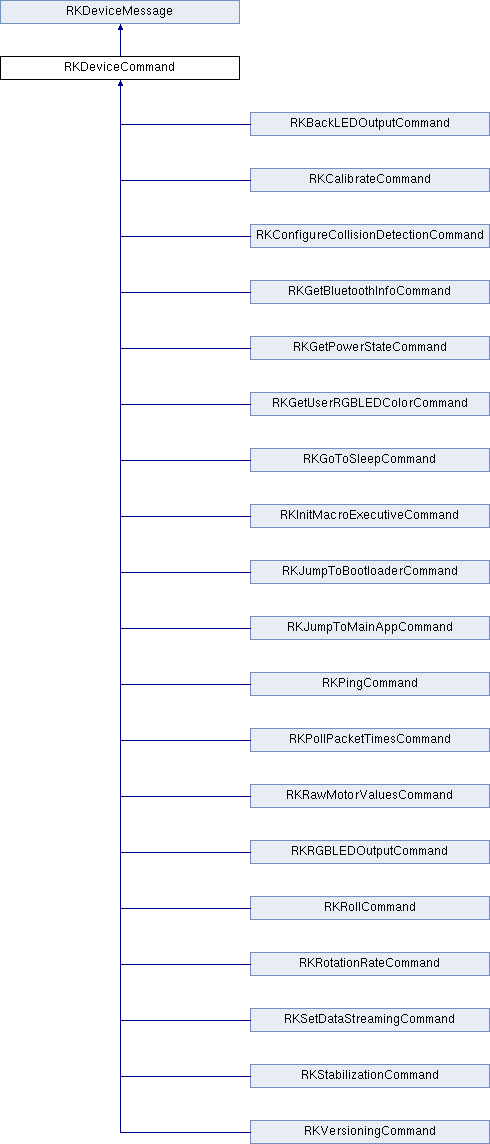 RKDeviceMessage
RKDeviceCommand
RKBackLEDOutputCommand
RKCalibrateCommand
RKConfigureCollisionDetectionCommand
RKGetBluetoothInfoCommand
RKGetPowerStateCommand
RKGetUserRGBLEDColorCommand
RKGoToSleepCommand
RKInitMacroExecutiveCommand
RKJumpToBootloaderCommand
RKJumpToMainAppCommand
RKPingCommand
RKPollPacketTimesCommand
RKRawMotorValuesCommand
RKRGBLEDOutputCommand
RKRollCommand
RKRotationRateCommand
RKSetDataStreamingCommand
RKStabilizationCommand
RKVersioningCommand